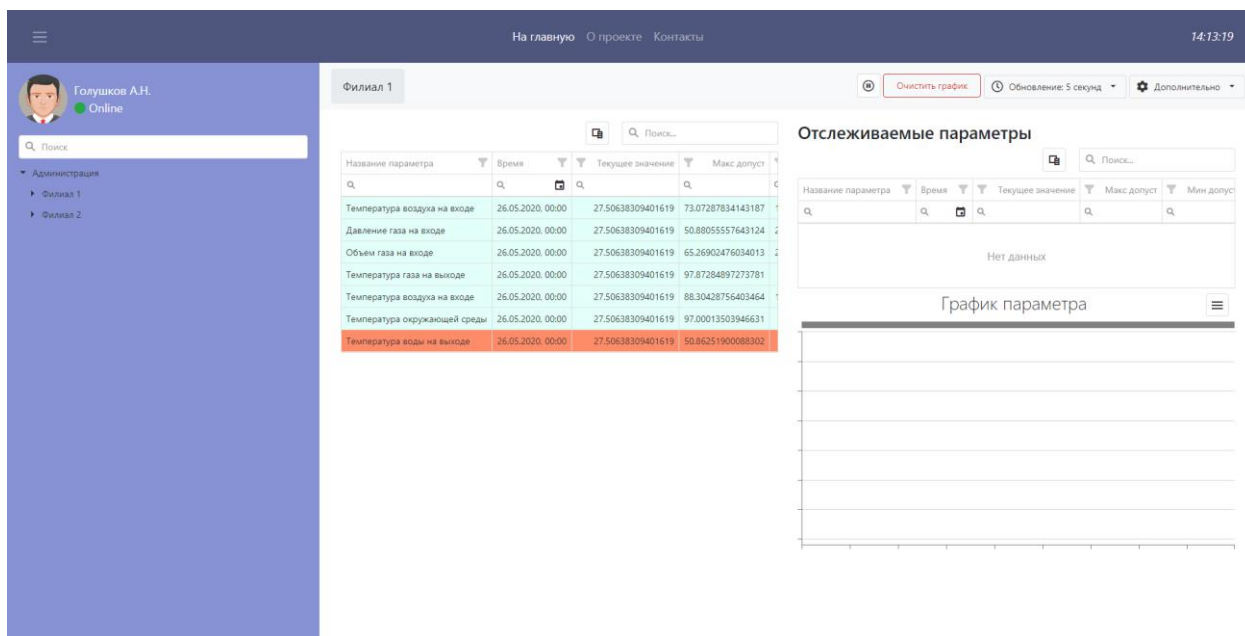 На главную О проекте Контакты 14:13:19
Голушков А.Н.
Online
Поиск
Администрация
Филиал 1
Филиал 2
Филиал 1
Очистить график Обновление: 5 секунд Дополнительно
Поиск...
Название параметра Время Текущее значение Макс допуст
Температура воздуха на входе 26.05.2020, 00:00 27.50638309401619 73.07287834143187
Давление газа на входе 26.05.2020, 00:00 27.50638309401619 50.88055557643124
Объем газа на входе 26.05.2020, 00:00 27.50638309401619 65.26902476034013
Температура газа на выходе 26.05.2020, 00:00 27.50638309401619 97.87284897273781
Температура воздуха на входе 26.05.2020, 00:00 27.50638309401619 88.30428756403464
Температура окружающей среды 26.05.2020, 00:00 27.50638309401619 97.00013503946631
Температура воды на выходе 26.05.2020, 00:00 27.50638309401619 50.86251900088302
Отслеживаемые параметры
Поиск...
Название параметра Время Текущее значение Макс допуст Мин допус
Нет данных
График параметра